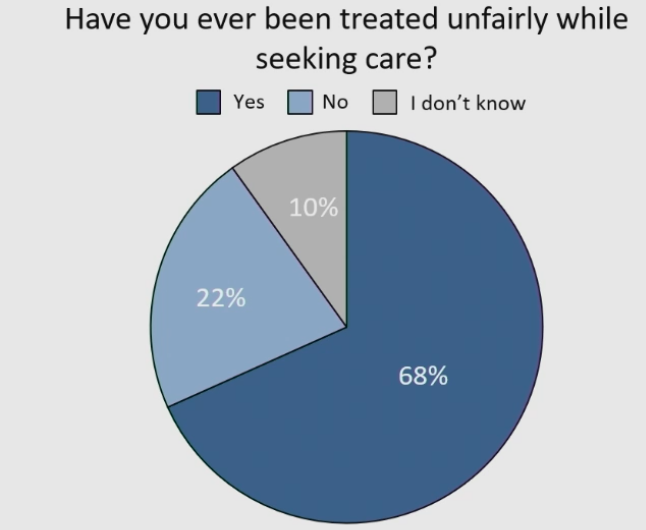 Have you ever been treated unfairly while
seeking care?
Yes No I don’t know
10%
22%
68%